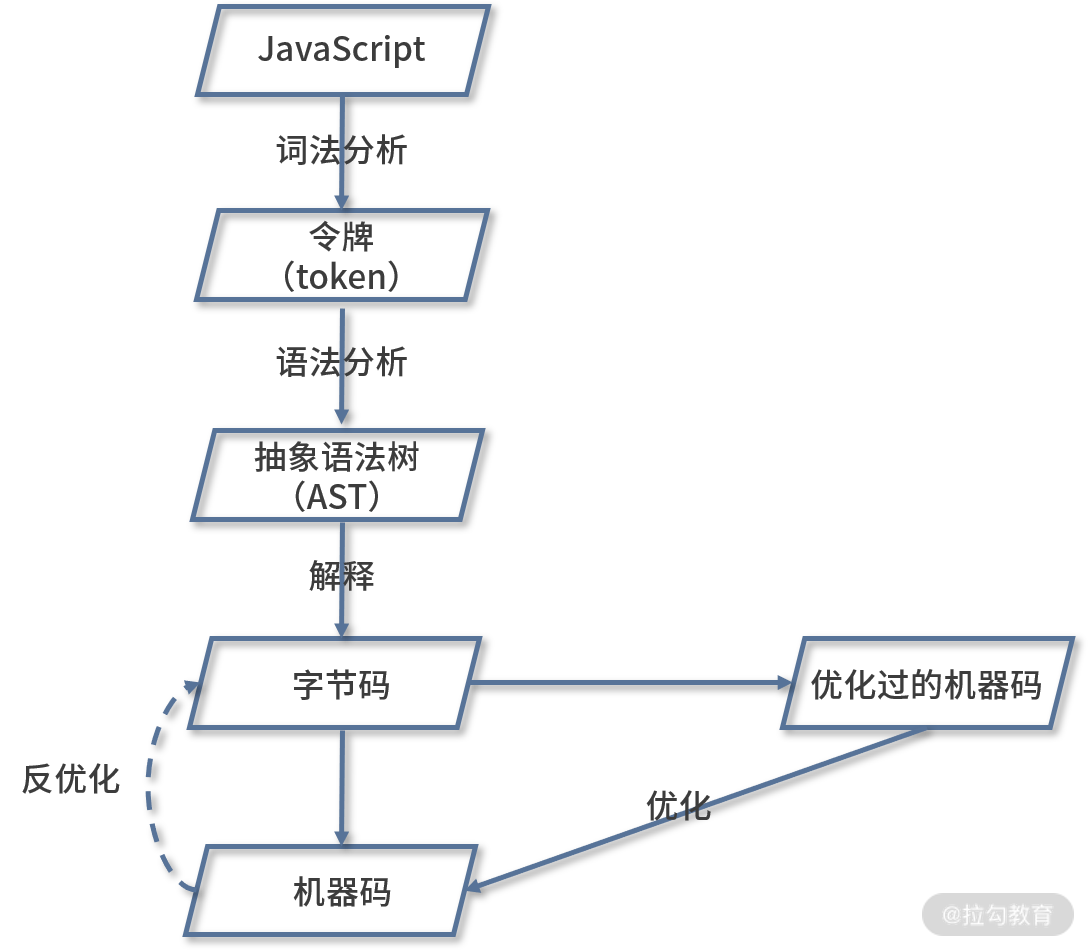 JavaScript
词法分析
令牌
（token）
语法分析
抽象语法树
（AST）
解释
字节码
优化过的机器码
反优化
优化
机器码
@拉勾教育